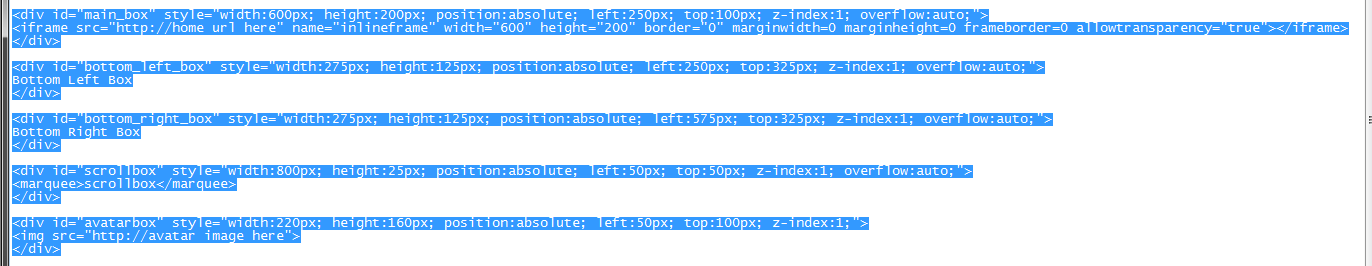 <div id="main_box" style="width:600px; height:200px; position:absolute; left:250px; top:100px; z-index:1; overflow:auto;">
<iframe src="http://home url here" name="inlineframe" width="600" height="200" border="0" marginwidth=0 marginheight=0 frameborder=0 allowtransparency="true"></iframe>
</div>
<div id="bottom_left_box" style="width:275px; height:125px; position:absolute; left:250px; top:325px; z-index:1; overflow:auto;">
Bottom Left Box
</div>
<div id="bottom_right_box" style="width:275px; height:125px; position:absolute; left:575px; top:325px; z-index:1; overflow:auto;">
Bottom Right Box
</div>
<div id="scrollbox" style="width:800px; height:25px; position:absolute; left:50px; top:50px; z-index:1; overflow:auto;">
<marquee>scrollbox</marquee>
</div>
<div id="avatarbox" style="width:220px; height:160px; position:absolute; left:50px; top:100px; z-index:1;">
<img src="http://avatar image here">
</div>